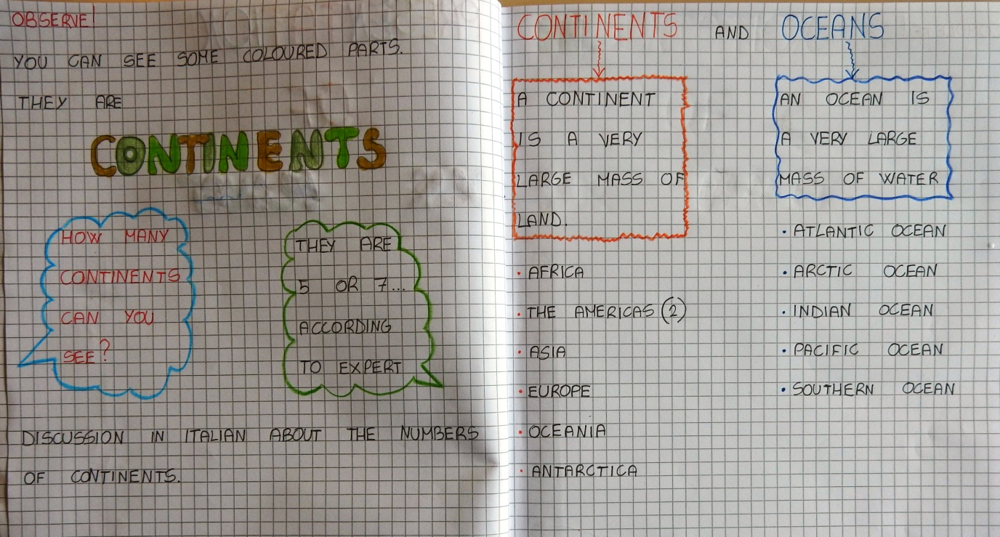 OBSERVE!
YOU CAN SEE SOME COLOURED PARTS.
THEY ARE
CONTINENTS
HOW MANY
CONTINENTS
CAN YOU
SEE?
THEY ARE
5 OR 7...
ACCORDING
TO EXPERT
DISCUSSION IN ITALIAN ABOUT THE NUMBERS
OF CONTINENTS.
CONTINENTS AND OCEANS
A CONTINENT
IS A VERY
LARGE MASS OF
LAND.
• AFRICA
• THE AMERICAS (2)
• ASIA
• EUROPE
• OCEANIA
• ANTARCTICA
AN OCEAN IS
A VERY LARGE
MASS OF WATER
• ATLANTIC OCEAN
• ARCTIC OCEAN
• INDIAN OCEAN
• PACIFIC OCEAN
• SOUTHERN OCEAN